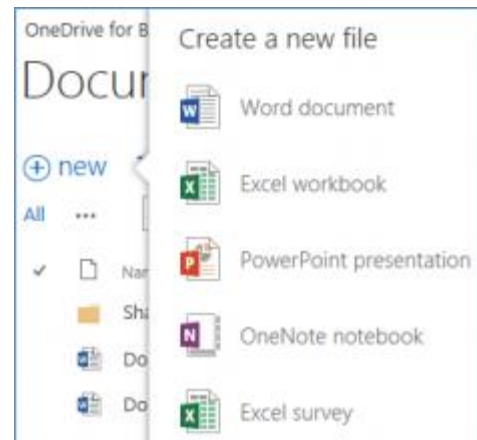 OneDrive for B
Create a new file
Docur
Word document
new
Excel workbook
All
...
PowerPoint presentation
Nar
Sha
OneNote notebook
Do
Do
Excel survey